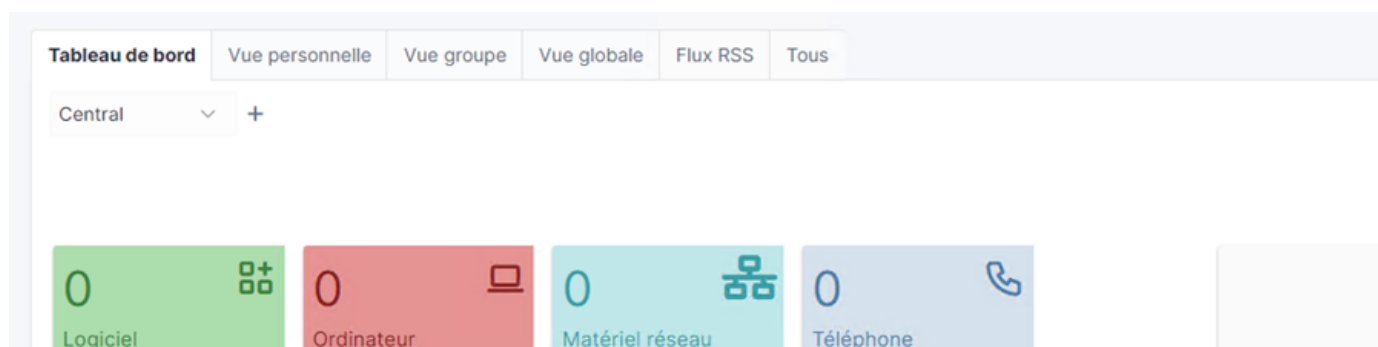 Tableau de bord Vue personnelle Vue groupe Vue globale Flux RSS Tous
Central +
0 0 0 0
Logiciel Ordinateur Matériel réseau Téléphone